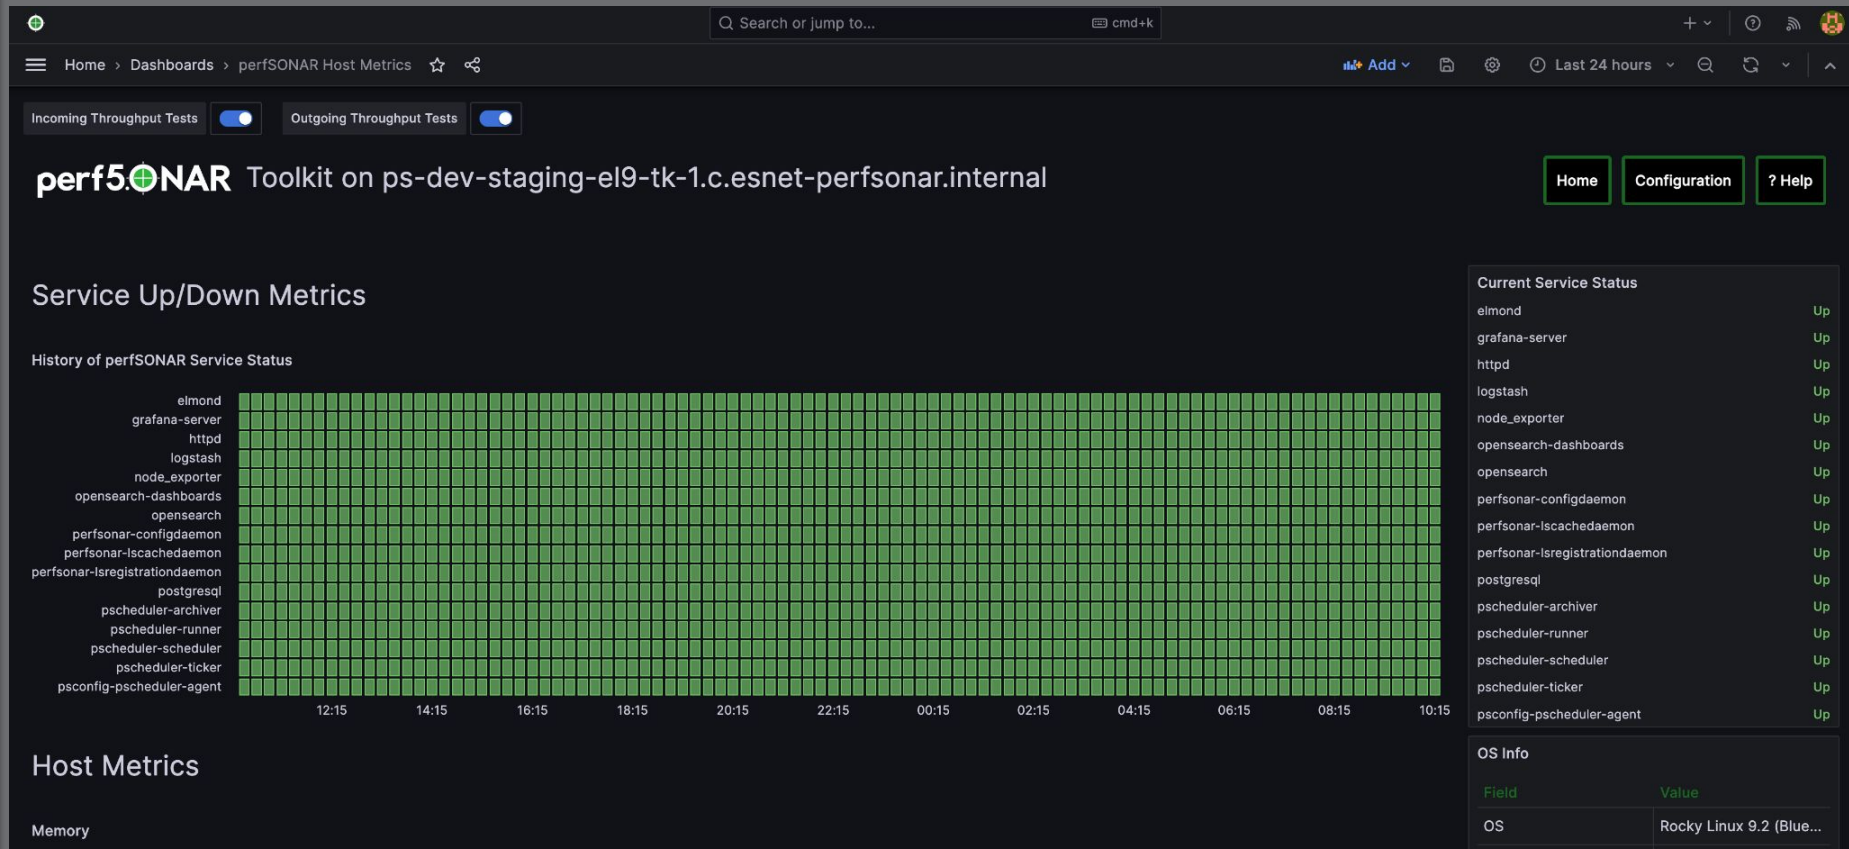 Search or jump to... cmd+k
Home › Dashboards › perfSONAR Host Metrics Add Last 24 hours
Incoming Throughput Tests Outgoing Throughput Tests
perfSONAR Toolkit on ps-dev-staging-el9-tk-1.c.esnet-perfsonar.internal
Home Configuration ? Help
Service Up/Down Metrics
History of perfSONAR Service Status
elmond
grafana-server
httpd
logstash
node_exporter
opensearch-dashboards
opensearch
perfsonar-configdaemon
perfsonar-lscachedaemon
perfsonar-lsregistrationdaemon
postgresql
pscheduler-archiver
pscheduler-runner
pscheduler-scheduler
pscheduler-ticker
psconfig-pscheduler-agent
12:15 14:15 16:15 18:15 20:15 22:15 00:15 02:15 04:15 06:15 08:15 10:15
Current Service Status
elmond Up
grafana-server Up
httpd Up
logstash Up
node_exporter Up
opensearch-dashboards Up
opensearch Up
perfsonar-configdaemon Up
perfsonar-lscachedaemon Up
perfsonar-lsregistrationdaemon Up
postgresql Up
pscheduler-archiver Up
pscheduler-runner Up
pscheduler-scheduler Up
pscheduler-ticker Up
psconfig-pscheduler-agent Up
Host Metrics
Memory
OS Info
Field Value
OS Rocky Linux 9.2 (Blue...